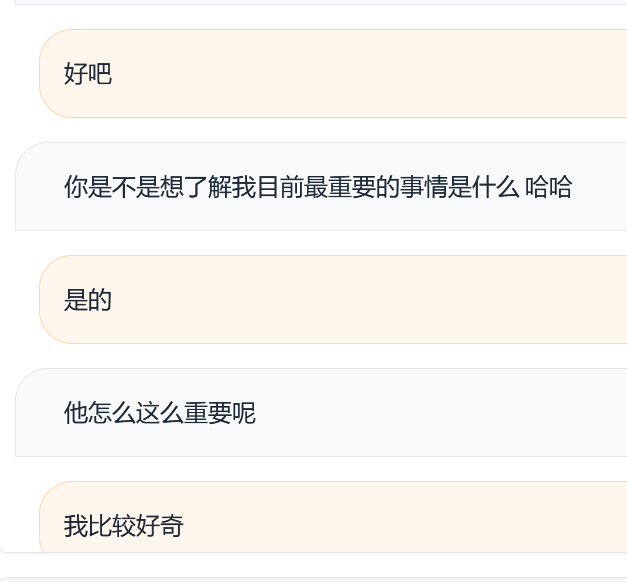 好吧
你是不是想了解我目前最重要的事情是什么 哈哈
是的
他怎么这么重要呢
我比较好奇